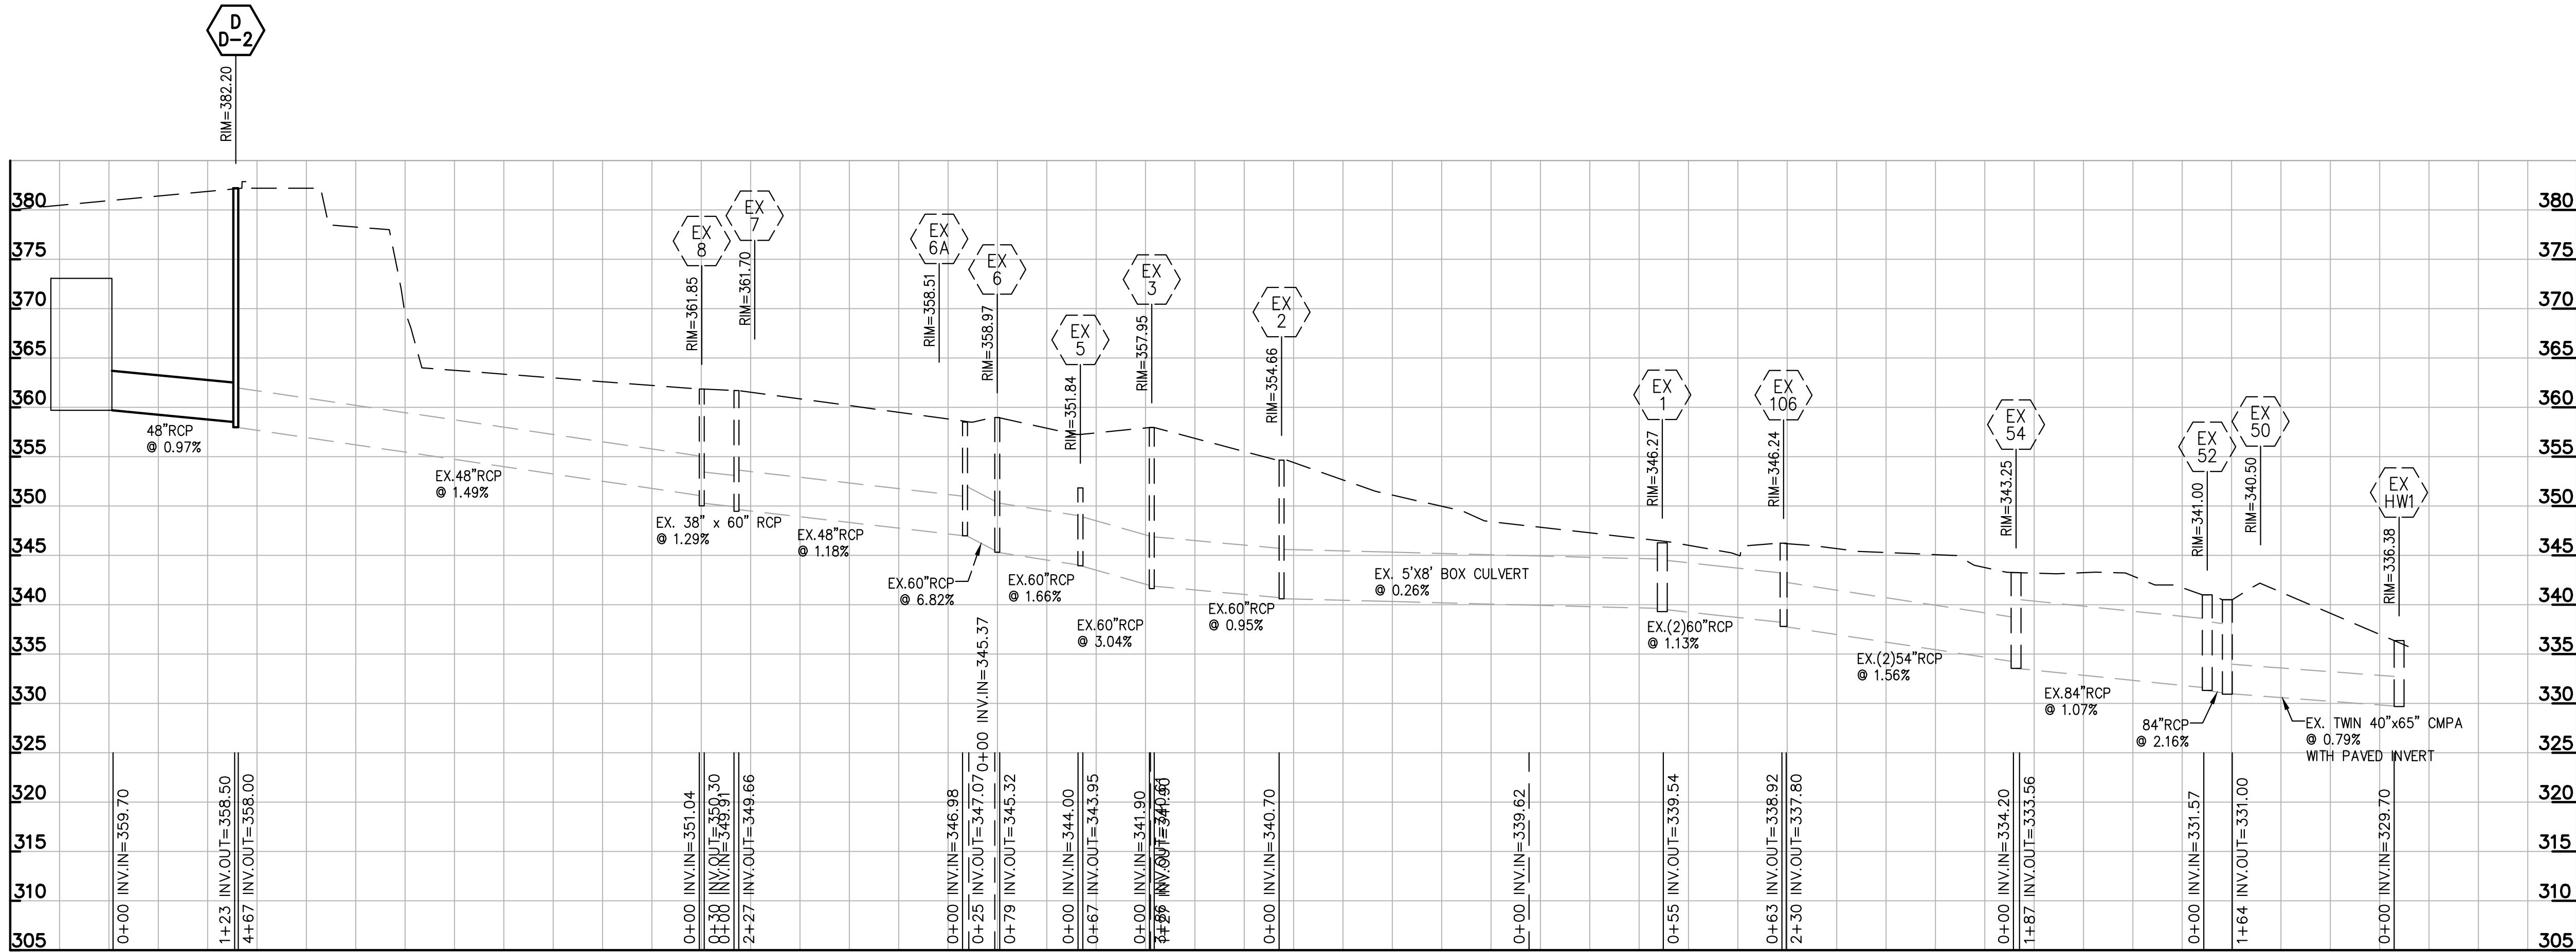 D
D-2
RIM=382.20
EX
8
RIM=361.85
EX
7
RIM=361.70
EX
6A
RIM=358.51
EX
6
RIM=358.97
EX
5
RIM=351.84
EX
3
RIM=357.95
EX
2
RIM=354.66
EX
1
RIM=346.27
EX
106
RIM=346.24
EX
54
RIM=343.25
EX
52
RIM=341.00
EX
50
RIM=340.50
EX
HW1
RIM=336.38
380
375
370
365
360
355
350
345
340
335
330
325
320
315
310
305
380
375
370
365
360
355
350
345
340
335
330
325
320
315
310
305
48"RCP
@ 0.97%
EX.48"RCP
@ 1.49%
EX. 38" x 60" RCP
@ 1.29%
EX.48"RCP
@ 1.18%
EX.60"RCP
@ 6.82%
EX.60"RCP
@ 1.66%
EX.60"RCP
@ 3.04%
EX.60"RCP
@ 0.95%
EX. 5'X8' BOX CULVERT
@ 0.26%
EX.(2)60"RCP
@ 1.13%
EX.(2)54"RCP
@ 1.56%
EX.84"RCP
@ 1.07%
84"RCP
@ 2.16%
EX. TWIN 40"x65" CMPA
@ 0.79%
WITH PAVED INVERT
0+00 INV.IN=359.70
1+23 INV.OUT=358.50
4+67 INV.OUT=358.00
0+00 INV.IN=351.04
0+30 INV.OUT=350.30
0+00 INV.IN=349.91
2+27 INV.OUT=349.66
0+00 INV.IN=346.98
0+25 INV.OUT=347.07
0+00 INV.IN=345.37
0+79 INV.OUT=345.32
0+00 INV.IN=344.00
0+67 INV.OUT=343.95
0+00 INV.IN=341.90
0+00 INV.IN=340.70
0+00 INV.IN=339.62
0+55 INV.OUT=339.54
0+63 INV.OUT=338.92
2+30 INV.OUT=337.80
0+00 INV.IN=334.20
1+87 INV.OUT=333.56
0+00 INV.IN=331.57
1+64 INV.OUT=331.00
0+00 INV.IN=329.70